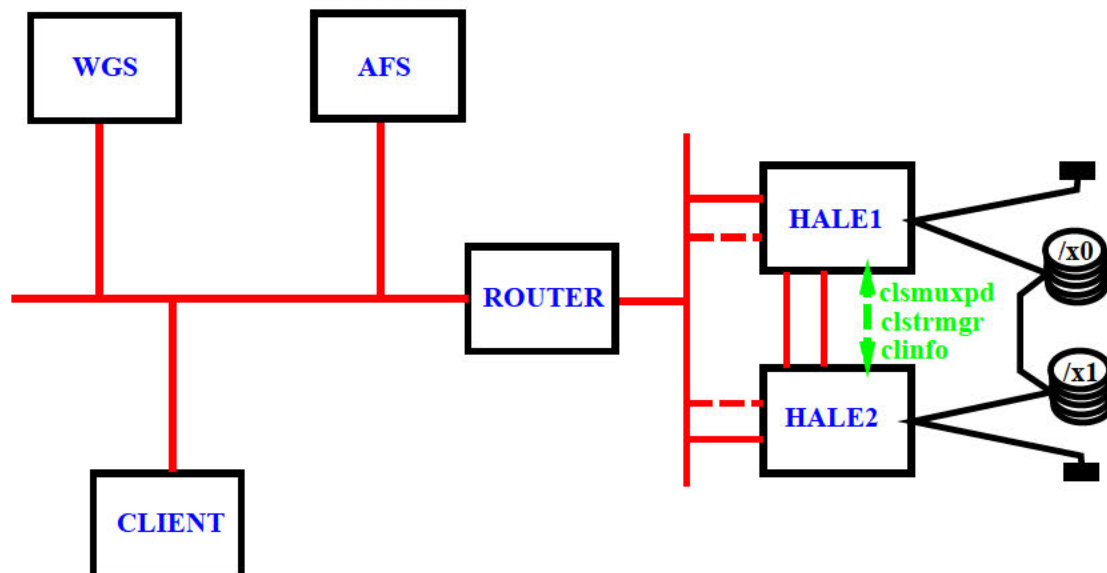 WGS
AFS
HALE1
/x0
ROUTER
clsmuxpd
clstrmgr
clinfo
/x1
HALE2
CLIENT